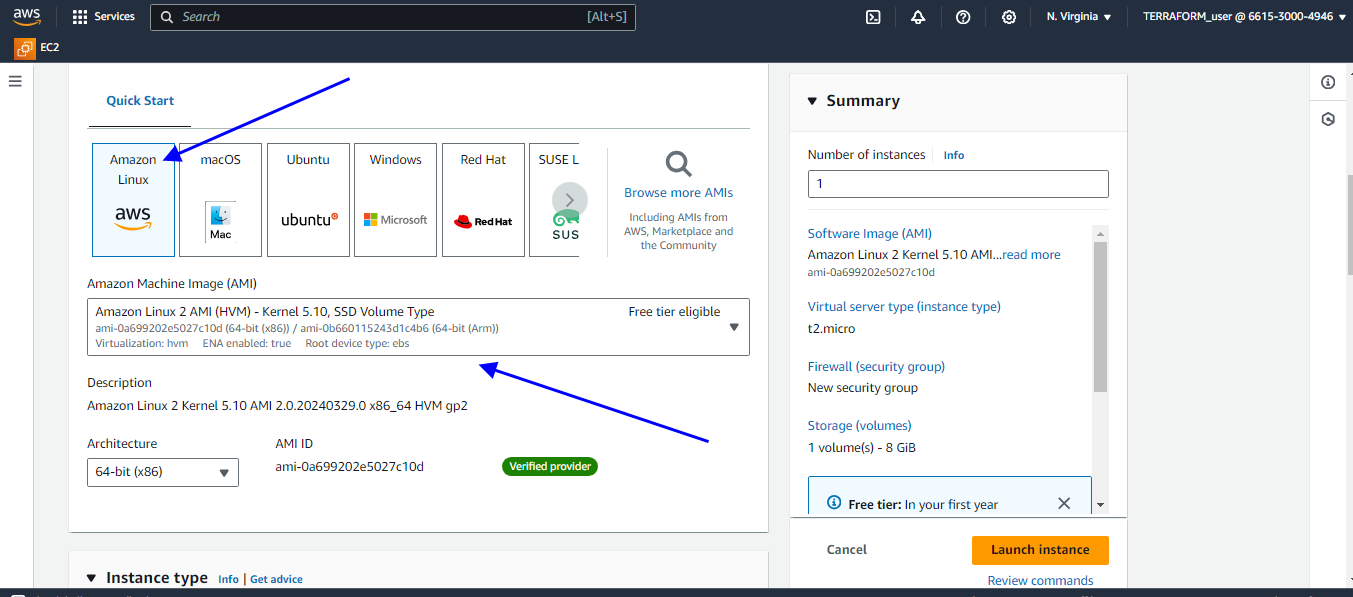 aws
Services
Search
[Alt+S]
N. Virginia
TERRAFORM_user @ 6615-3000-4946
EC2
Quick Start
Amazon
Linux
aws
macOS
Mac
Ubuntu
ubuntu
Windows
Microsoft
Red Hat
Red Hat
SUSE L
SUS
Browse more AMIs
Including AMIs from
AWS, Marketplace and
the Community
Amazon Machine Image (AMI)
Amazon Linux 2 AMI (HVM) - Kernel 5.10, SSD Volume Type
Free tier eligible
ami-0a699202e5027c10d (64-bit (x86)) / ami-0b660115243d1c4b6 (64-bit (Arm))
Virtualization: hvm ENA enabled: true Root device type: ebs
Description
Amazon Linux 2 Kernel 5.10 AMI 2.0.20240329.0 x86_64 HVM gp2
Architecture
64-bit (x86)
AMI ID
ami-0a699202e5027c10d
Verified provider
Instance type
Info | Get advice
Summary
Number of instances
Info
1
Software Image (AMI)
Amazon Linux 2 Kernel 5.10 AMI...read more
ami-0a699202e5027c10d
Virtual server type (instance type)
t2.micro
Firewall (security group)
New security group
Storage (volumes)
1 volume(s) - 8 GiB
Free tier: In your first year
Cancel
Launch instance
Review commands